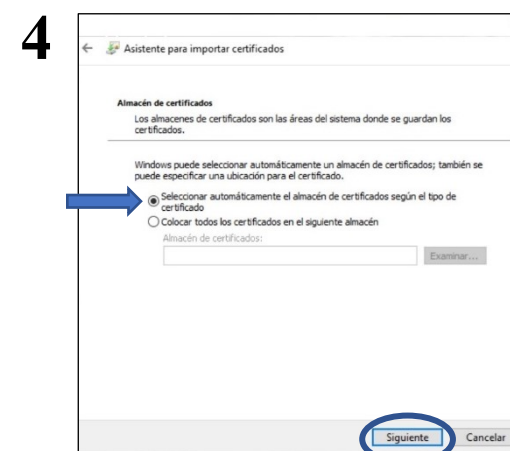 4
Asistente para importar certificados
Almacén de certificados
Los almacenes de certificados son las áreas del sistema donde se guardan los
certificados.
Windows puede seleccionar automáticamente un almacén de certificados; también se
puede especificar una ubicación para el certificado.
Seleccionar automáticamente el almacén de certificados según el tipo de
certificado
Colocar todos los certificados en el siguiente almacén
Almacén de certificados:
Examinar...
Siguiente Cancelar